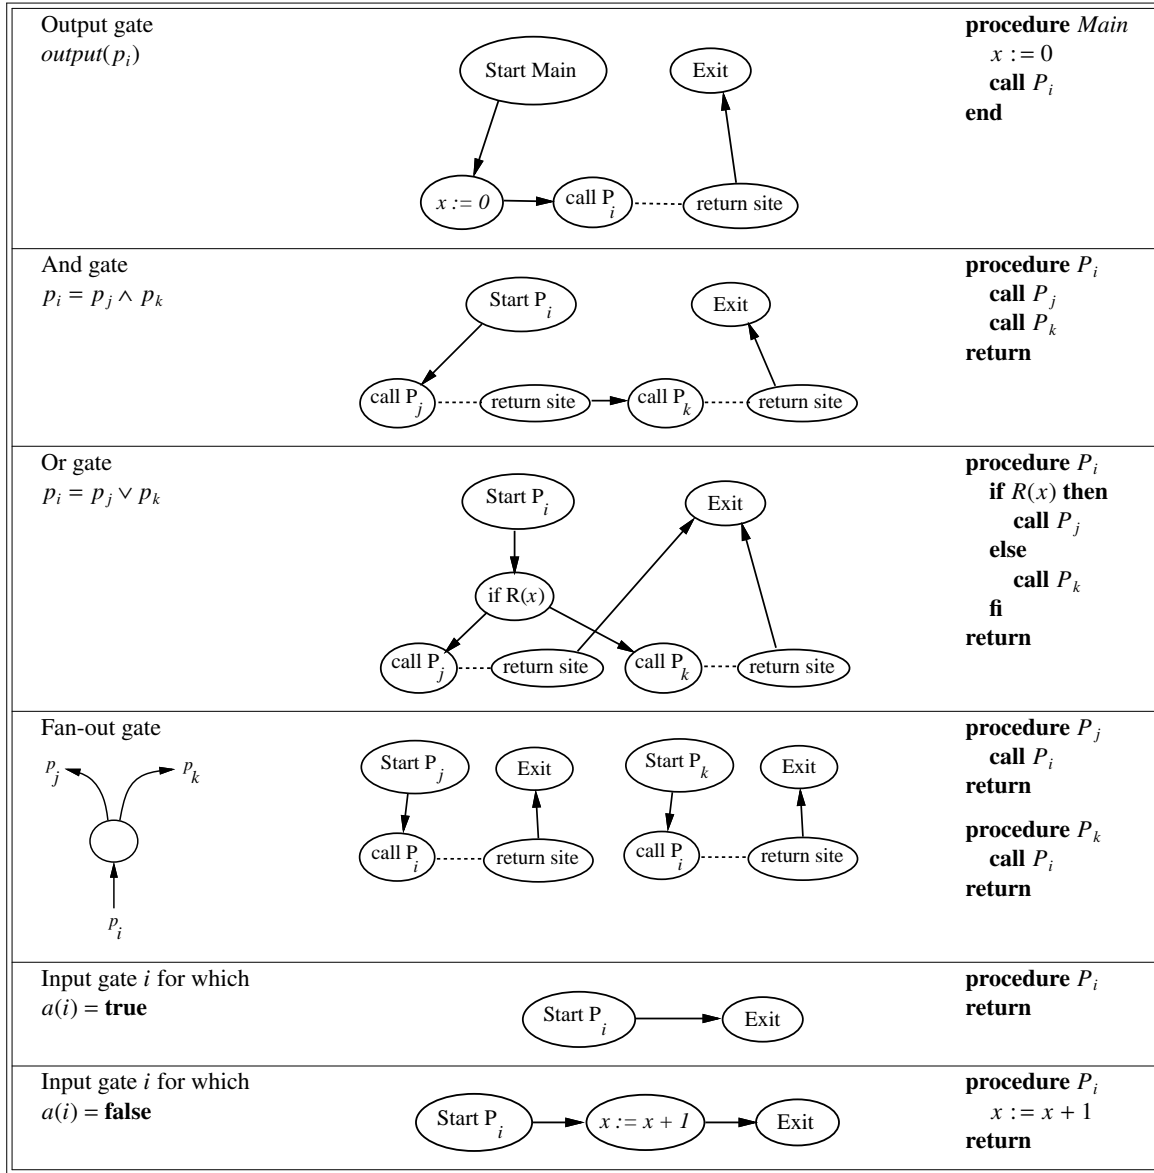 Output gate
output(p_i)
Start Main
Exit
x := 0
call P_i
return site
procedure Main
x := 0
call P_i
end
And gate
p_i = p_j ∧ p_k
Start P_i
Exit
call P_j
return site
call P_k
return site
procedure P_i
call P_j
call P_k
return
Or gate
p_i = p_j ∨ p_k
Start P_i
Exit
if R(x)
call P_j
return site
call P_k
return site
procedure P_i
if R(x) then
call P_j
else
call P_k
fi
return
Fan-out gate
p_j
p_k
p_i
Start P_j
Exit
call P_i
return site
Start P_k
Exit
call P_i
return site
procedure P_j
call P_i
return
procedure P_k
call P_i
return
Input gate i for which
a(i) = true
Start P_i
Exit
procedure P_i
return
Input gate i for which
a(i) = false
Start P_i
x := x + 1
Exit
procedure P_i
x := x + 1
return